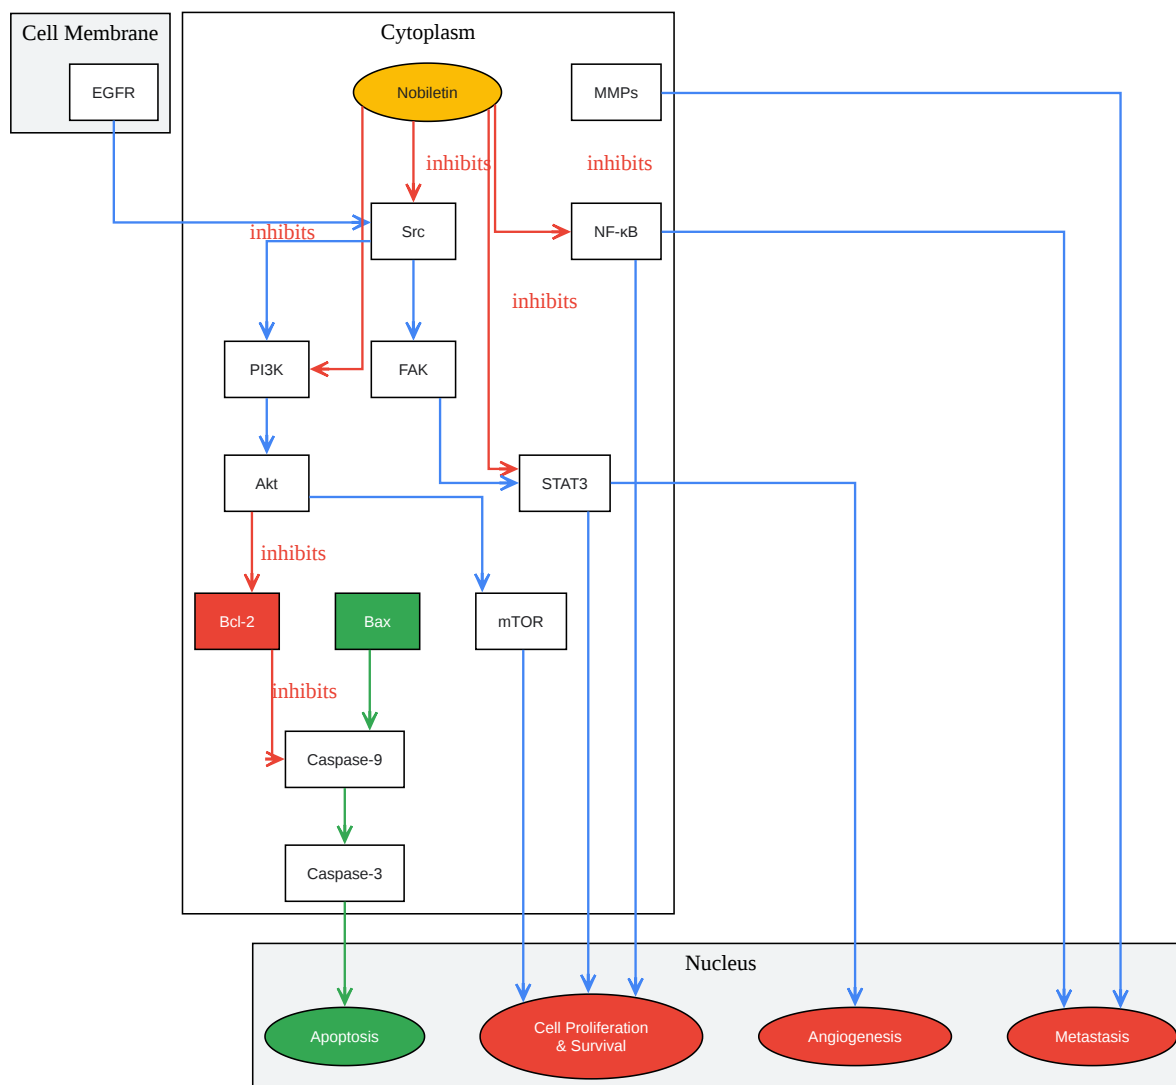 Cell Membrane
Cytoplasm
EGFR
Nobiletin
MMPs
inhibits
inhibits
Src
NF-κB
inhibits
inhibits
PI3K
FAK
Akt
STAT3
inhibits
Bcl-2
Bax
mTOR
inhibits
Caspase-9
Caspase-3
Nucleus
Apoptosis
Cell Proliferation
& Survival
Angiogenesis
Metastasis